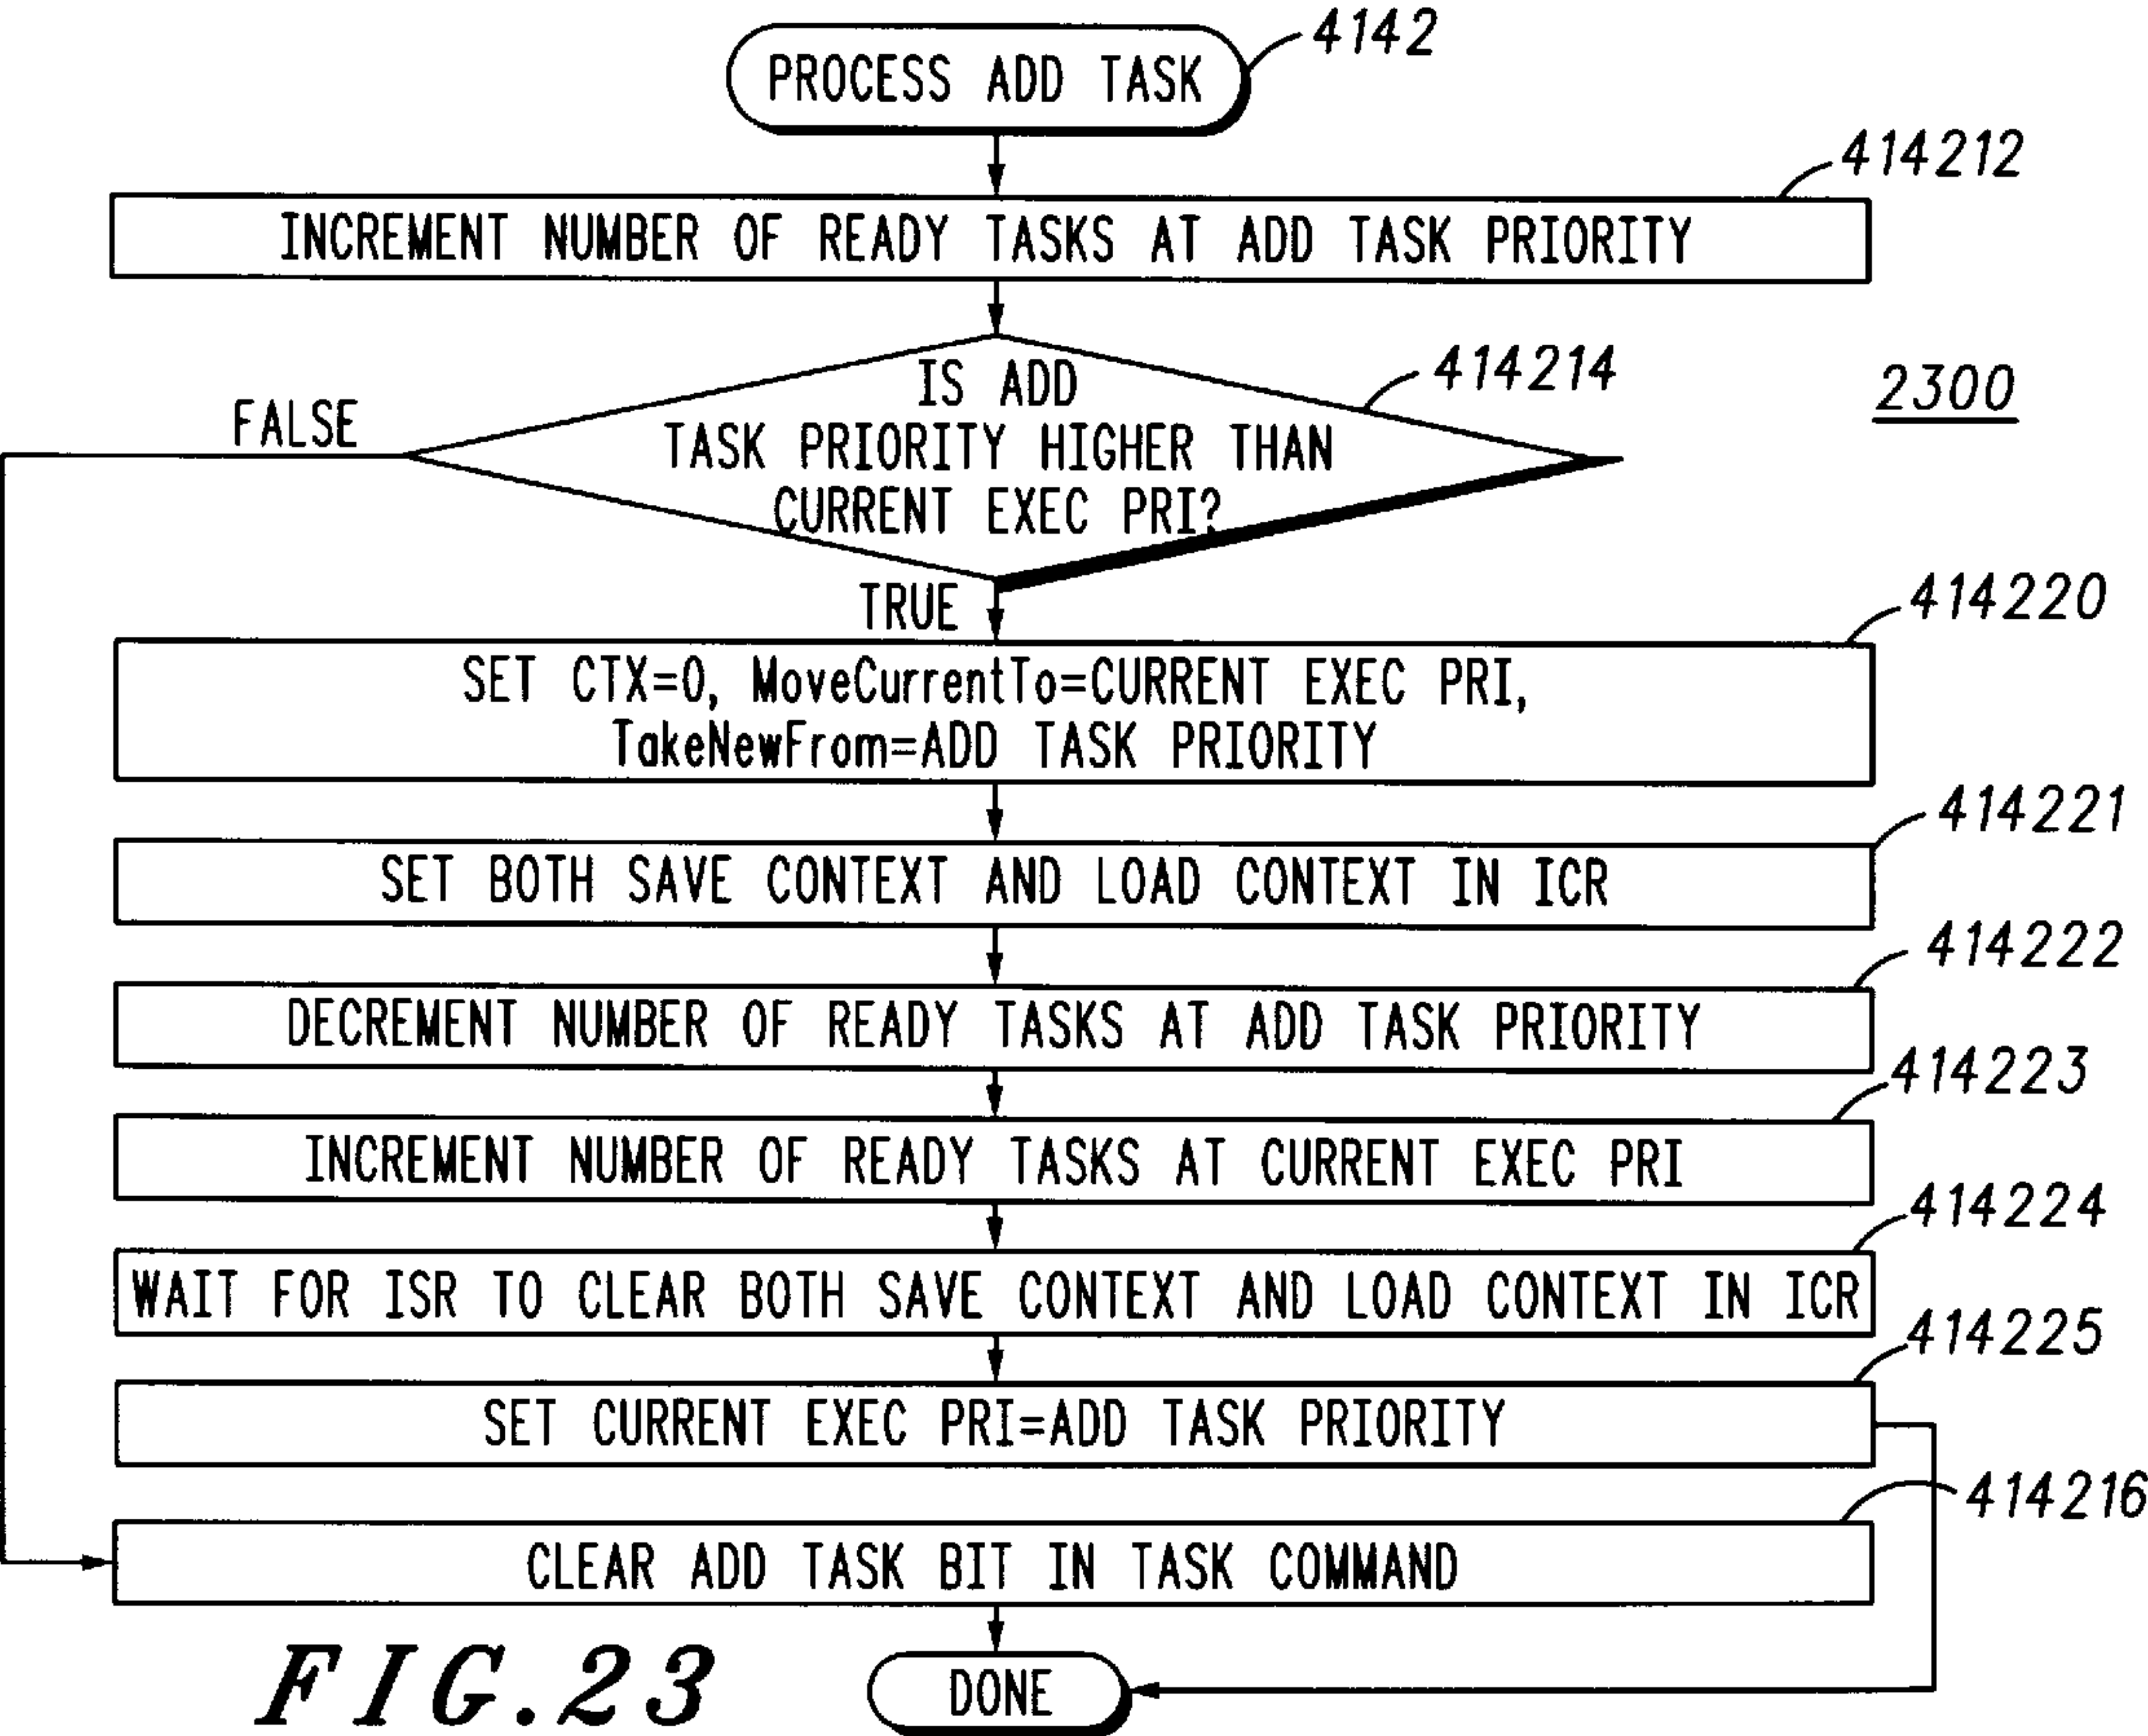 4142
PROCESS ADD TASK
414212
INCREMENT NUMBER OF READY TASKS AT ADD TASK PRIORITY
414214
2300
IS ADD
TASK PRIORITY HIGHER THAN
CURRENT EXEC PRI?
FALSE
TRUE
414220
SET CTX=0, MoveCurrentTo=CURRENT EXEC PRI,
TakeNewFrom=ADD TASK PRIORITY
414221
SET BOTH SAVE CONTEXT AND LOAD CONTEXT IN ICR
414222
DECREMENT NUMBER OF READY TASKS AT ADD TASK PRIORITY
414223
INCREMENT NUMBER OF READY TASKS AT CURRENT EXEC PRI
414224
WAIT FOR ISR TO CLEAR BOTH SAVE CONTEXT AND LOAD CONTEXT IN ICR
414225
SET CURRENT EXEC PRI=ADD TASK PRIORITY
414216
CLEAR ADD TASK BIT IN TASK COMMAND
DONE
FIG.23